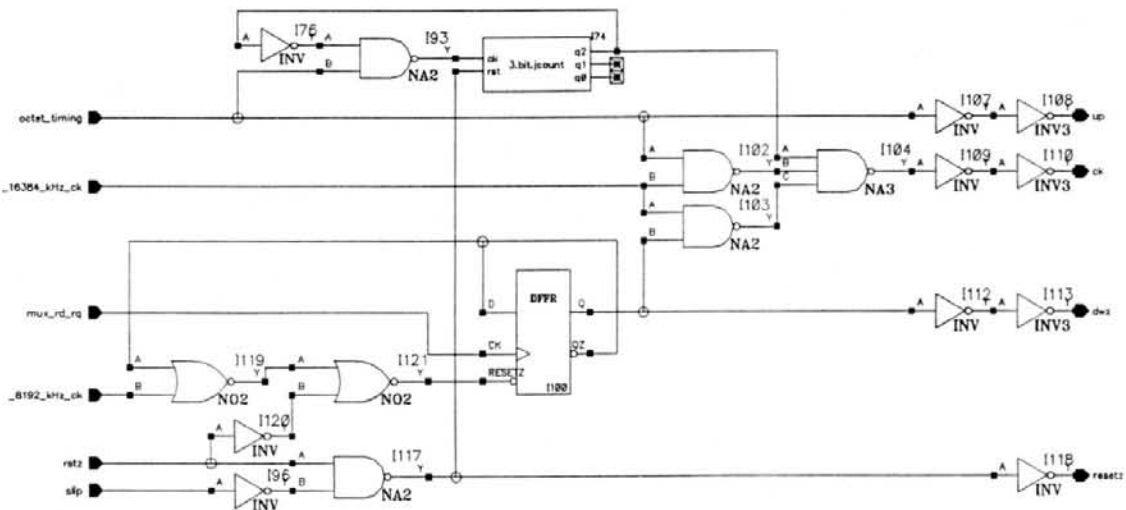 I76
A
Y
A
INV
I93
Y
B
NA2
I74
ck
rst
3.bit.jcount
q2
q1
q0
octet_timing
A
I107
Y
A
I108
Y
up
INV
INV3
A
I102
Y
B
NA2
A
B
C
I104
Y
NA3
A
I109
Y
A
I110
Y
ck
INV
INV3
_16384_kHz_ck
A
B
I103
Y
NA2
mux_rd_rq
D
DFFR
Q
CK
QZ
RESETZ
I100
A
I112
Y
A
I113
Y
INV
INV3
A
B
I119
Y
NO2
A
B
I121
Y
NO2
_8192_kHz_ck
A
I120
Y
INV
rstz
A
I117
Y
B
NA2
slip
A
I96
Y
INV
A
I118
Y
INV
resetz